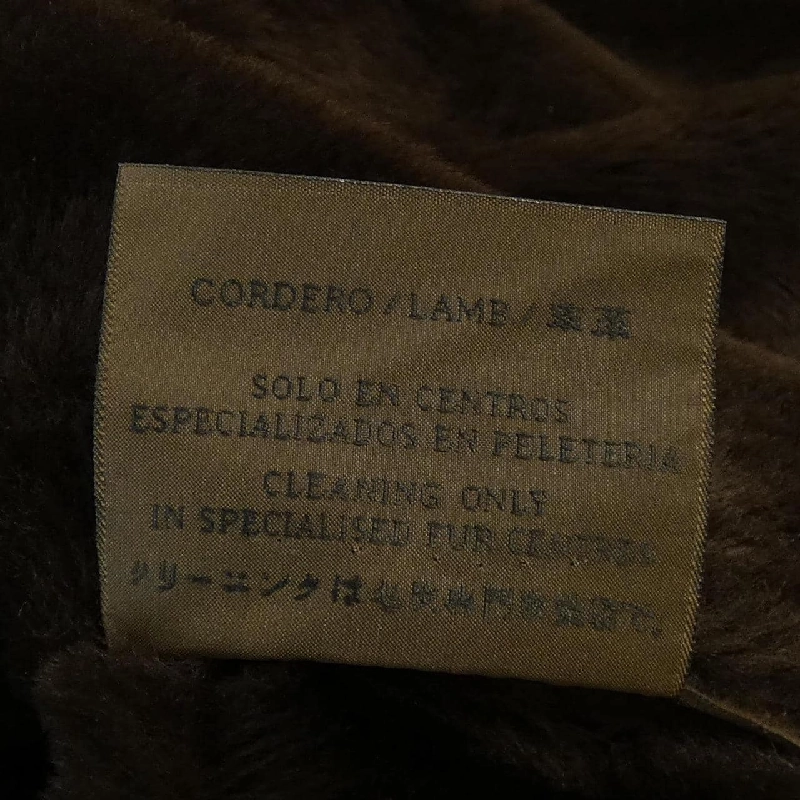 CORDERO / LAMB /
SOLO EN CENTROS
ESPECIALIZADOS EN PELETERIA
CLEANING ONLY
IN SPECIALISED FUR CENTROS
クリーニングは